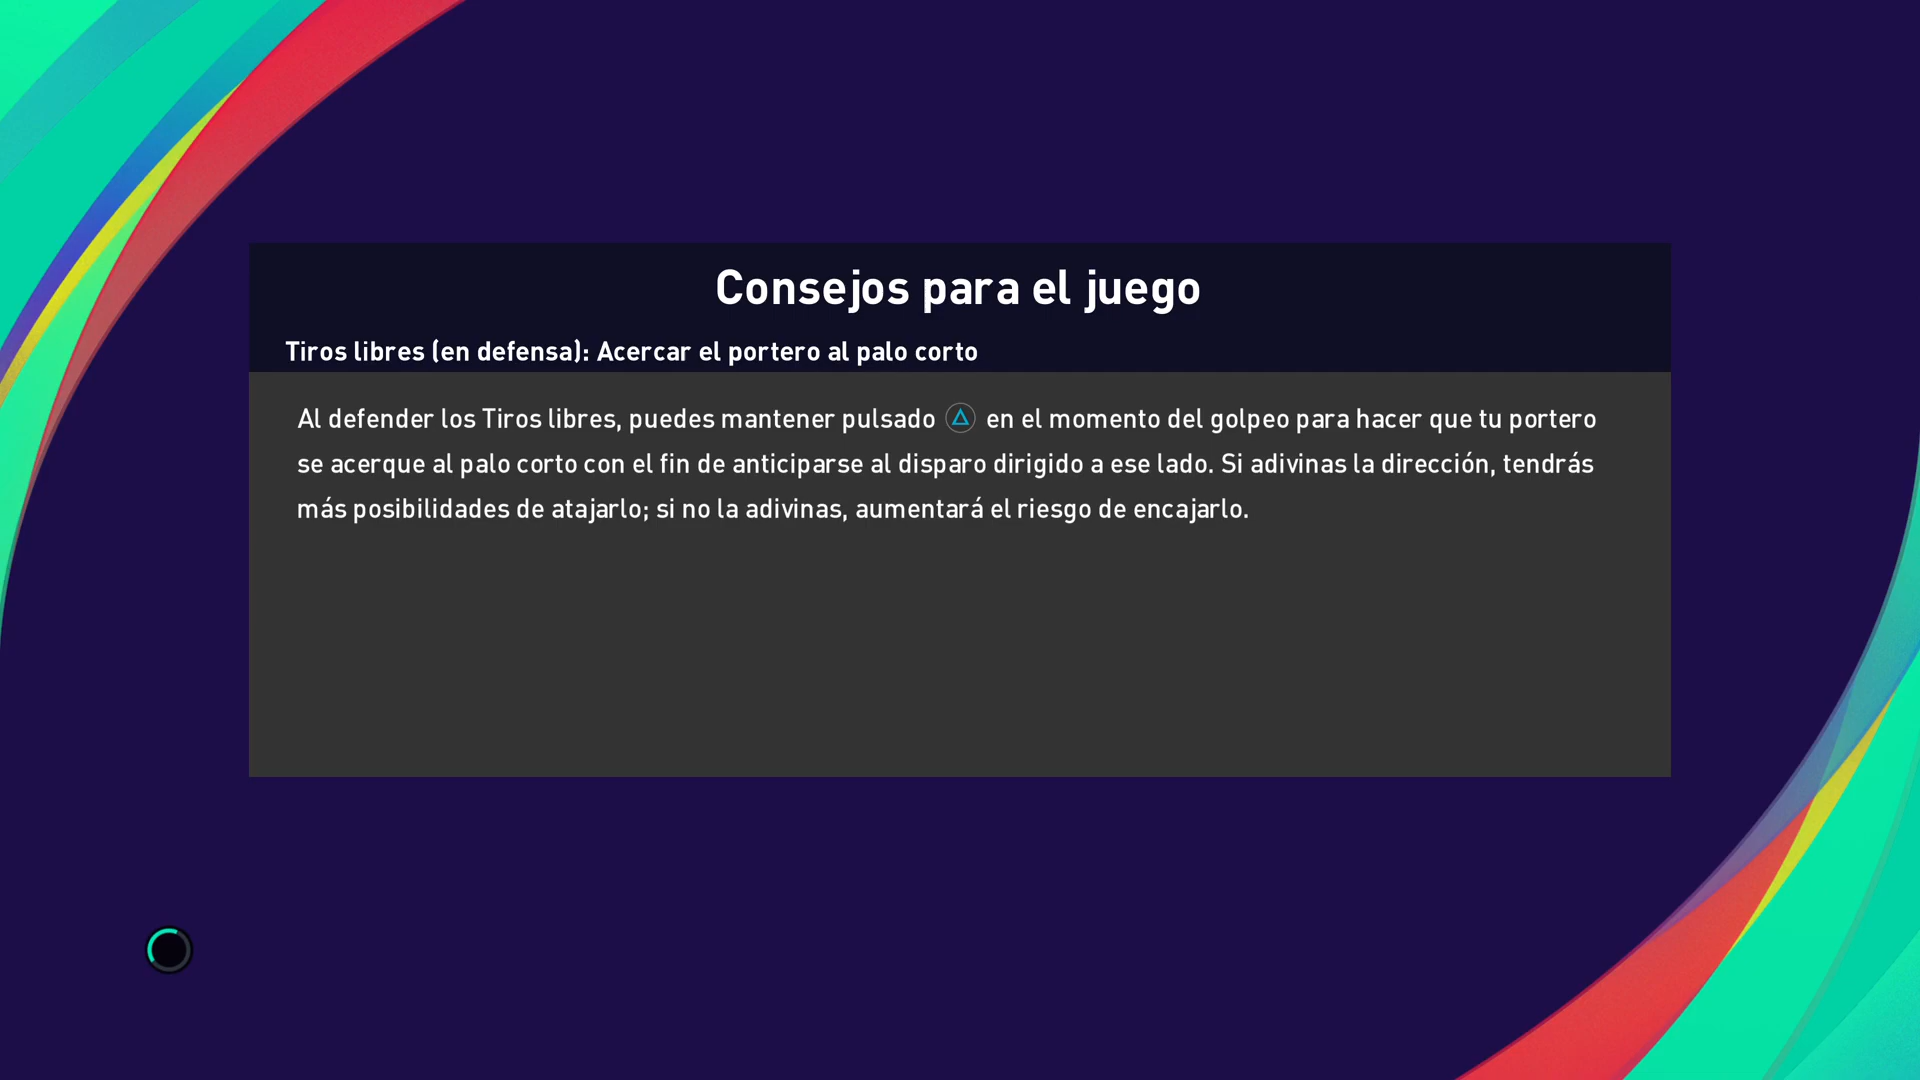 Consejos para el juego
Tiros libres (en defensa): Acercar el portero al palo corto
Al defender los Tiros libres, puedes mantener pulsado en el momento del golpeo para hacer que tu portero
se acerque al palo corto con el fin de anticiparse al disparo dirigido a ese lado. Si adivinas la dirección, tendrás
más posibilidades de atajarlo; si no la adivinas, aumentará el riesgo de encajarlo.